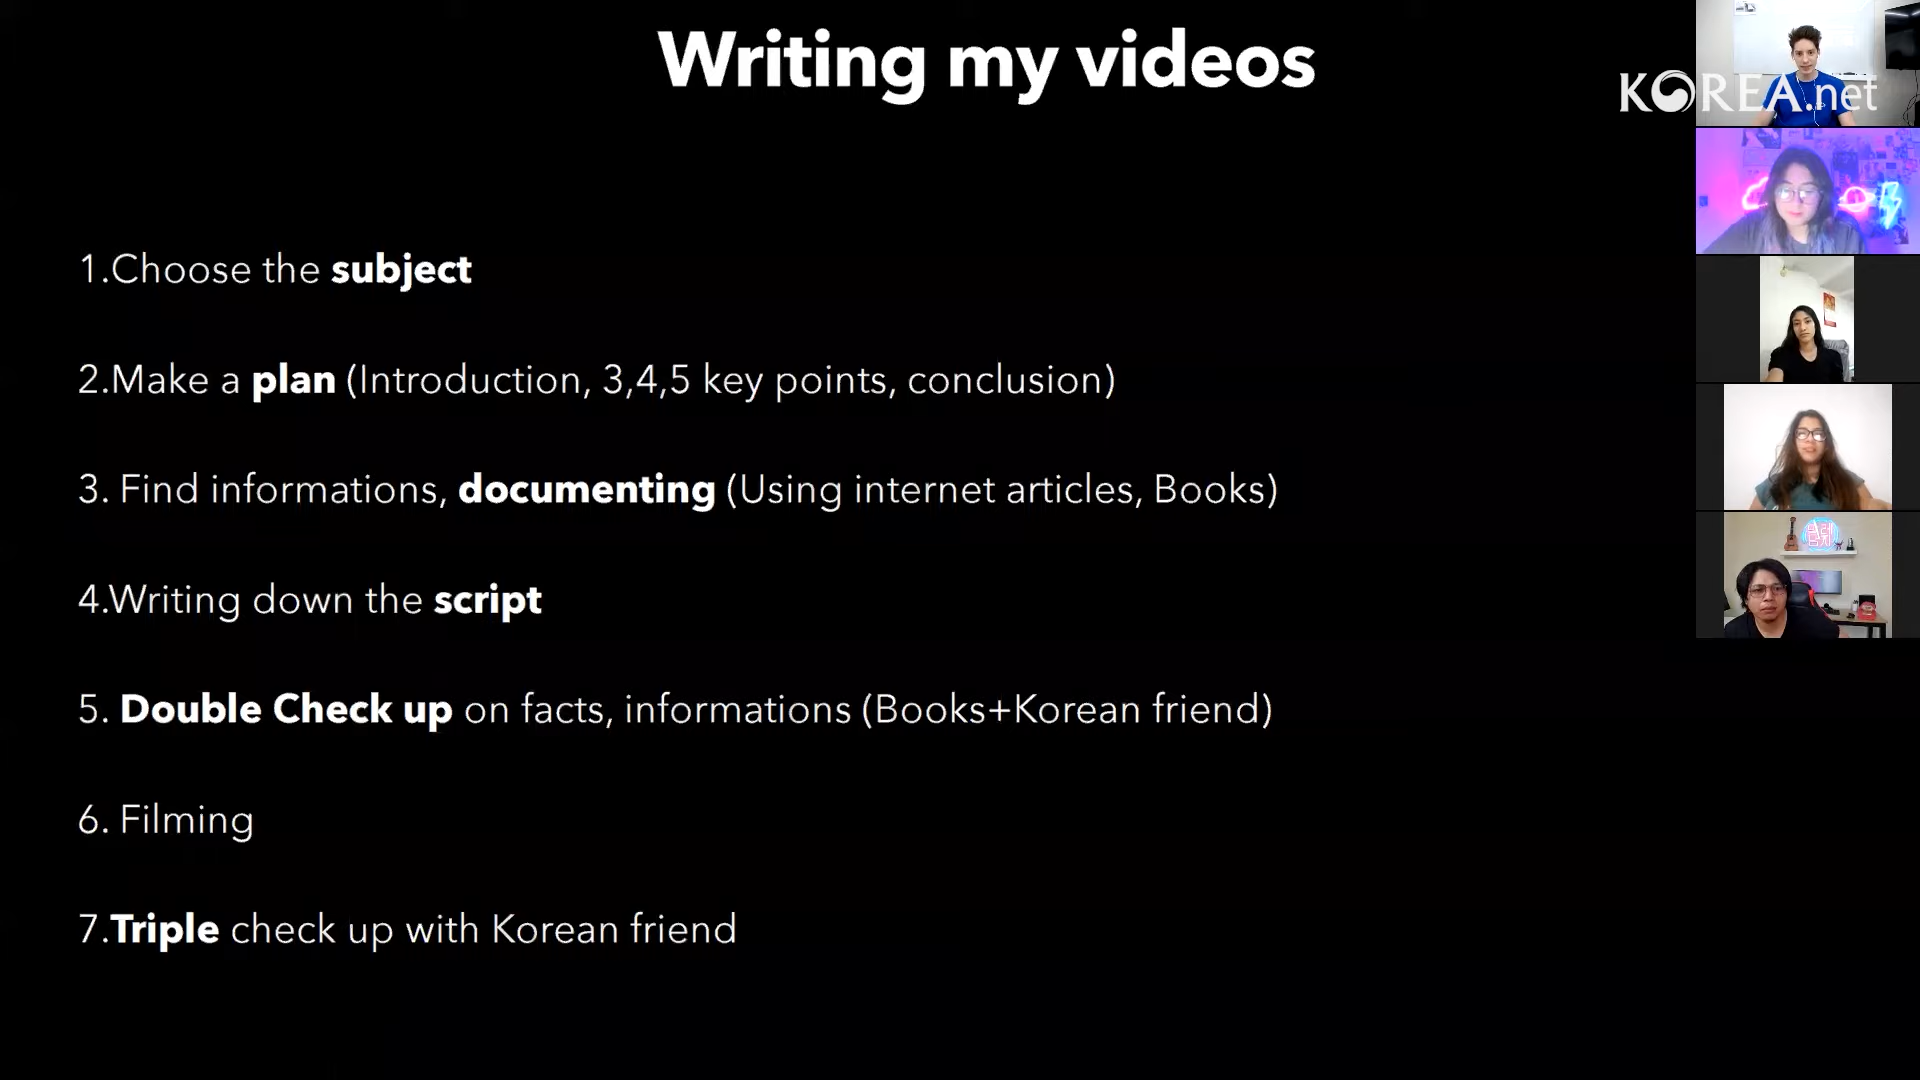 Writing my videos
KOREA.net
1.Choose the subject
2.Make a plan (Introduction, 3,4,5 key points, conclusion)
3. Find informations, documenting (Using internet articles, Books)
4.Writing down the script
5. Double Check up on facts, informations (Books+Korean friend)
6. Filming
7.Triple check up with Korean friend